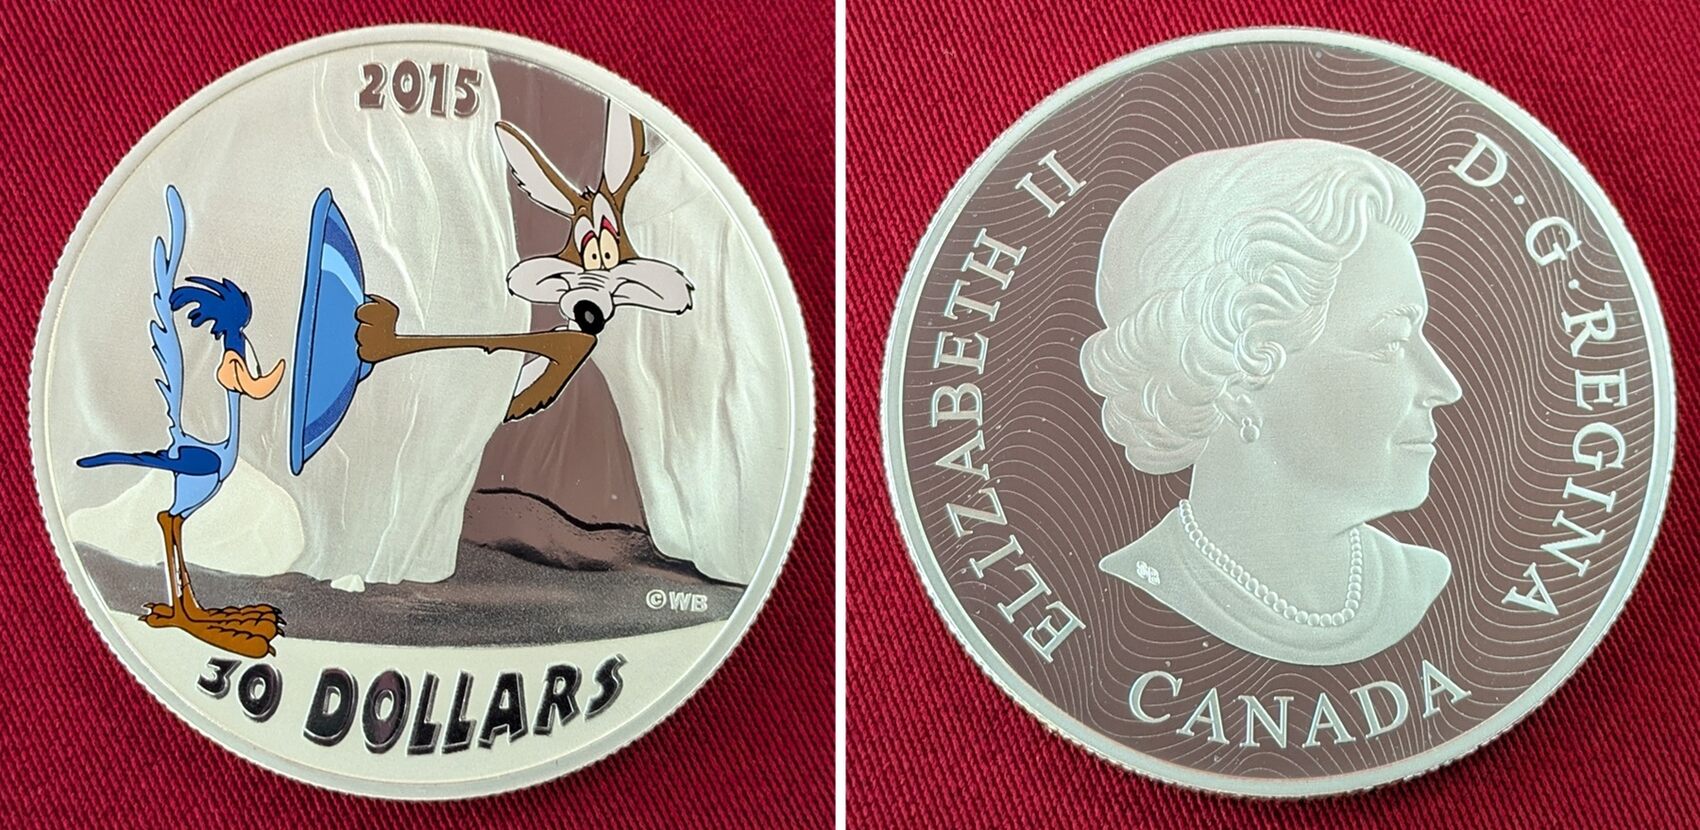 2015
©WB
30 DOLLARS
ELIZABETH II
D.G.REGINA
CANADA